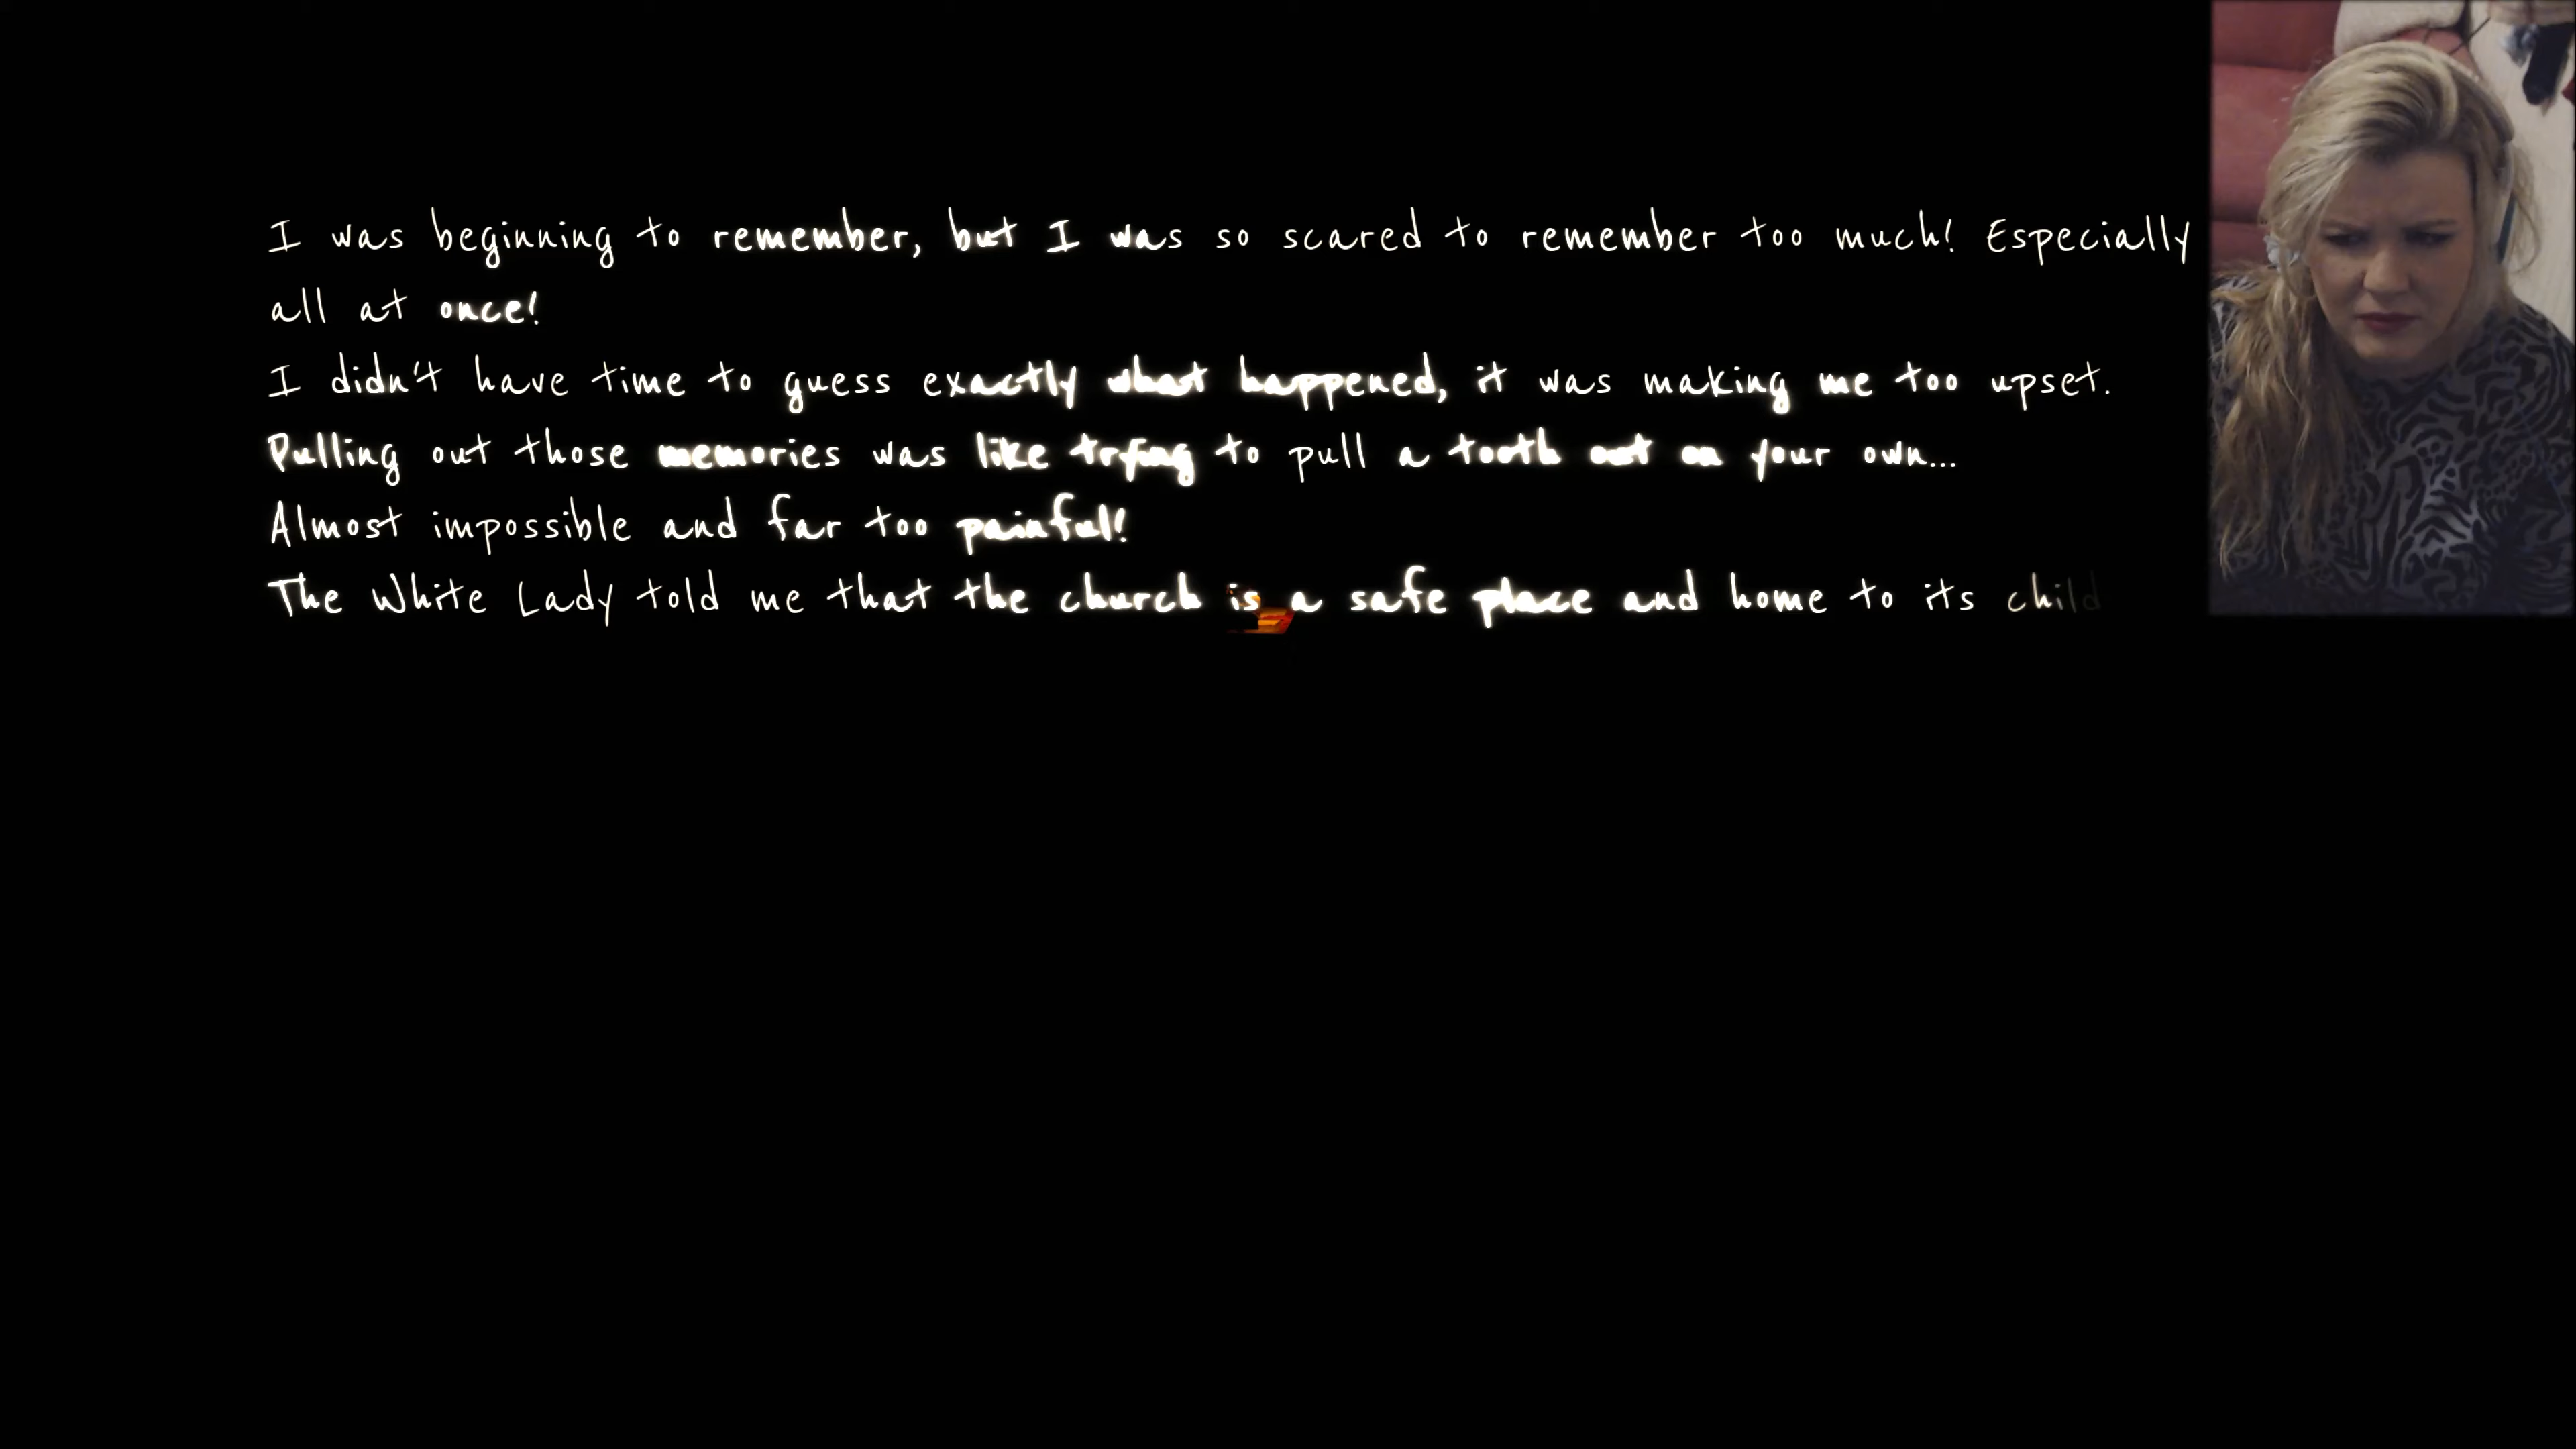 I was beginning to remember, but I was so scared to remember too much! Especially
all at once!
I didn't have time to guess exactly what happened, it was making me too upset.
Pulling out those memories was like trying to pull a tooth out on your own...
Almost impossible and far too painful!
The White Lady told me that the church is a safe place and home to its child